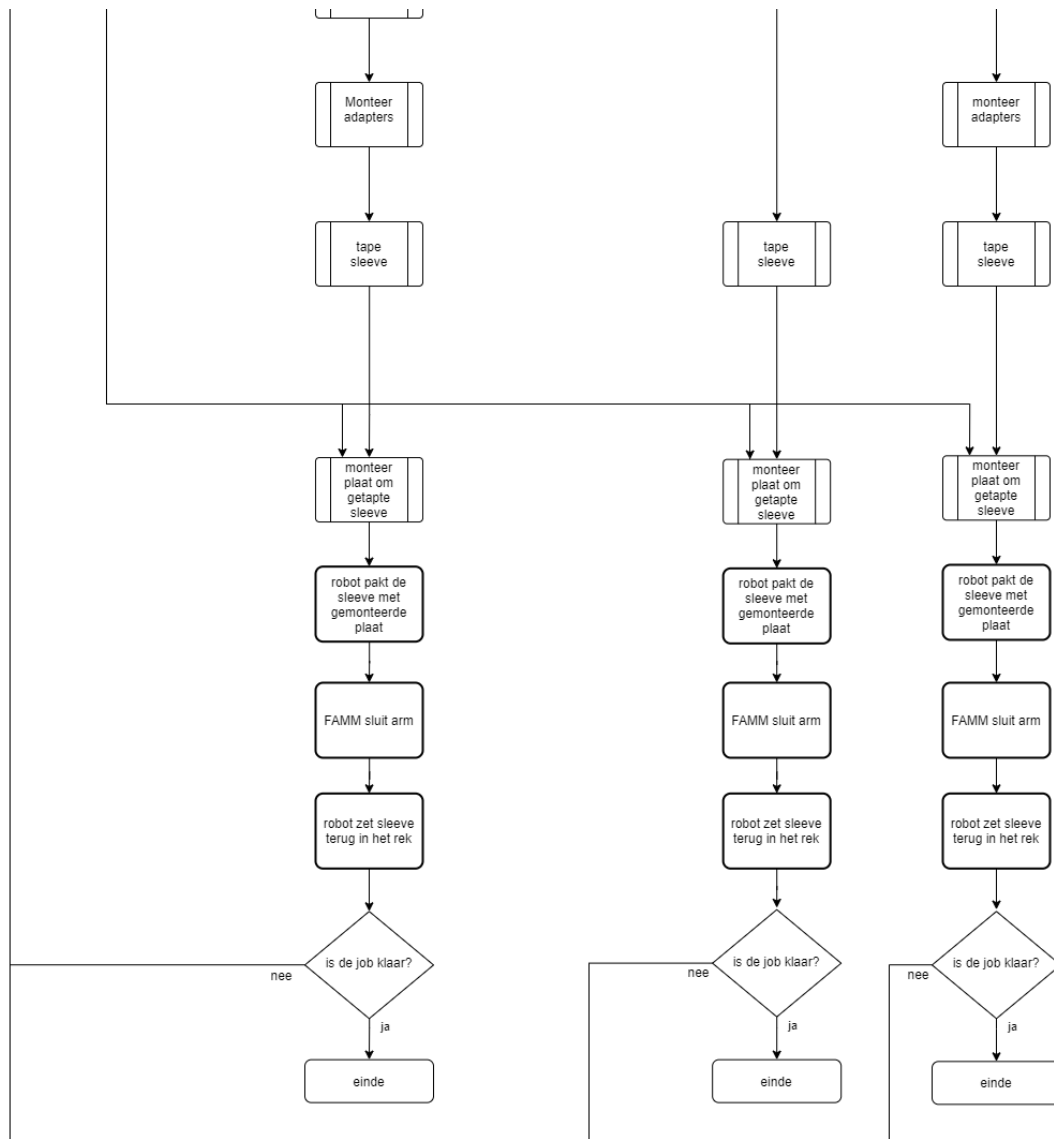 Monteer
adapters
monteer
adapters
tape
sleeve
tape
sleeve
tape
sleeve
monteer
plaat om
getapte
sleeve
monteer
plaat om
getapte
sleeve
monteer
plaat om
getapte
sleeve
robot pakt de
sleeve met
gemonteerde
plaat
robot pakt de
sleeve met
gemonteerde
plaat
robot pakt de
sleeve met
gemonteerde
plaat
FAMM sluit arm
FAMM sluit arm
FAMM sluit arm
robot zet sleeve
terug in het rek
robot zet sleeve
terug in het rek
robot zet sleeve
terug in het rek
is de job klaar?
nee
ja
is de job klaar?
nee
ja
is de job klaar?
nee
ja
einde
einde
einde